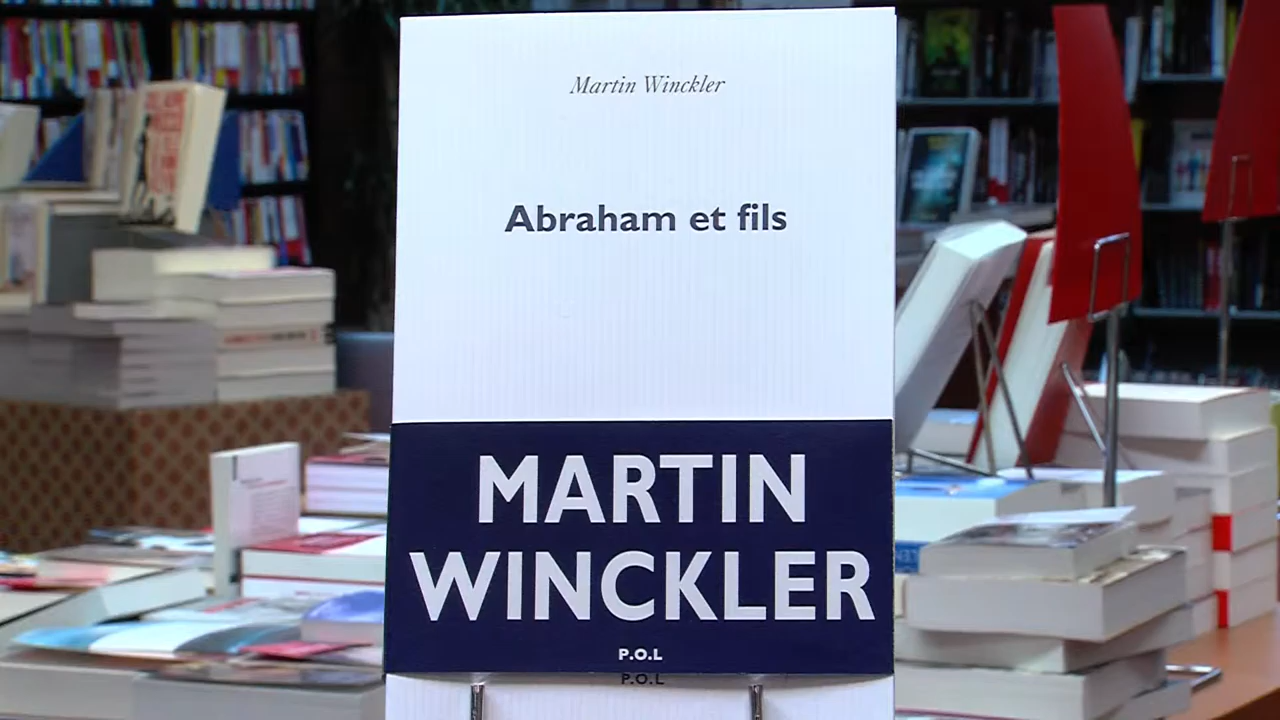 Martin Winckler
Abraham et fils
MARTIN
WINCKLER
P.O.L
P.O.L